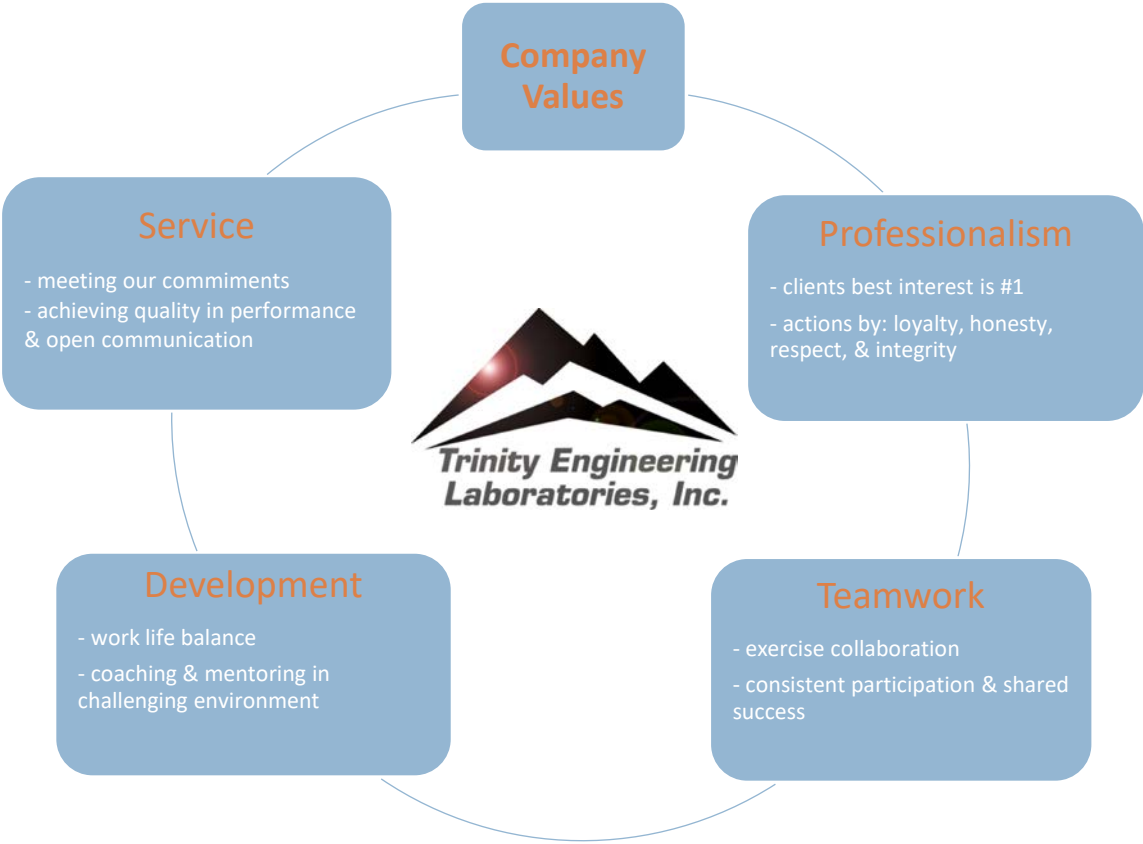 Company
Values
Service
- meeting our commiments
- achieving quality in performance
& open communication
Professionalism
- clients best interest is #1
- actions by: loyalty, honesty,
respect, & integrity
Trinity Engineering
Laboratories, Inc.
Development
- work life balance
- coaching & mentoring in
challenging environment
Teamwork
- exercise collaboration
- consistent participation & shared
success